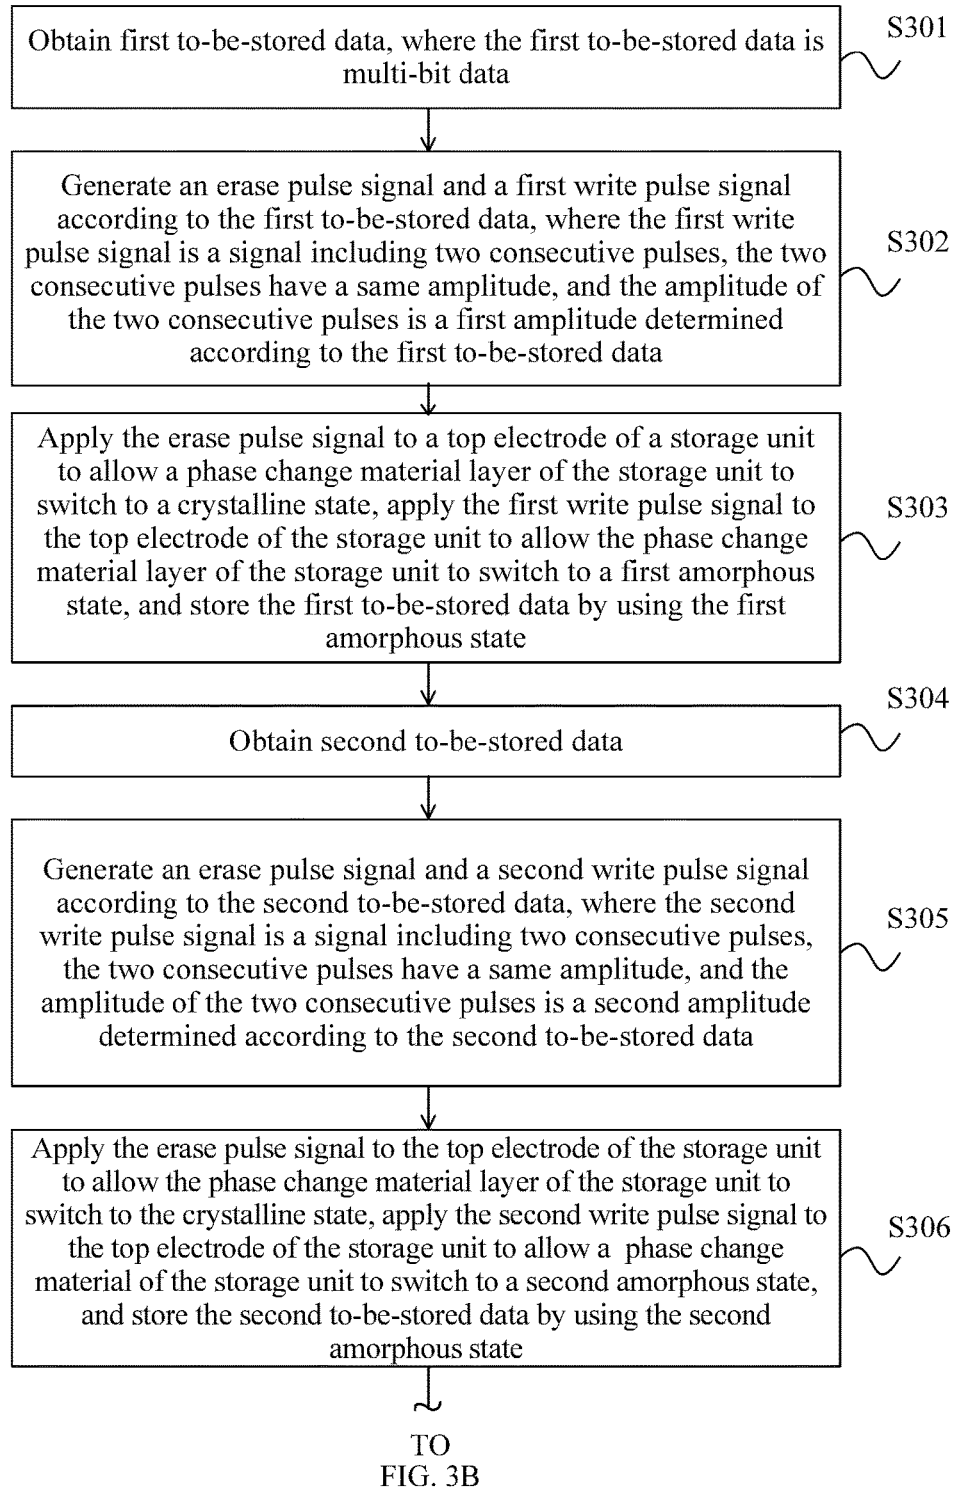 Obtain first to-be-stored data, where the first to-be-stored data is
multi-bit data
S301
Generate an erase pulse signal and a first write pulse signal
according to the first to-be-stored data, where the first write
pulse signal is a signal including two consecutive pulses, the two
consecutive pulses have a same amplitude, and the amplitude of
the two consecutive pulses is a first amplitude determined
according to the first to-be-stored data
S302
Apply the erase pulse signal to a top electrode of a storage unit
to allow a phase change material layer of the storage unit to
switch to a crystalline state, apply the first write pulse signal to
the top electrode of the storage unit to allow the phase change
material layer of the storage unit to switch to a first amorphous
state, and store the first to-be-stored data by using the first
amorphous state
S303
Obtain second to-be-stored data
S304
Generate an erase pulse signal and a second write pulse signal
according to the second to-be-stored data, where the second
write pulse signal is a signal including two consecutive pulses,
the two consecutive pulses have a same amplitude, and the
amplitude of the two consecutive pulses is a second amplitude
determined according to the second to-be-stored data
S305
Apply the erase pulse signal to the top electrode of the storage unit
to allow the phase change material layer of the storage unit to
switch to the crystalline state, apply the second write pulse signal to
the top electrode of the storage unit to allow a phase change
material of the storage unit to switch to a second amorphous state,
and store the second to-be-stored data by using the second
amorphous state
S306
TO
FIG. 3B